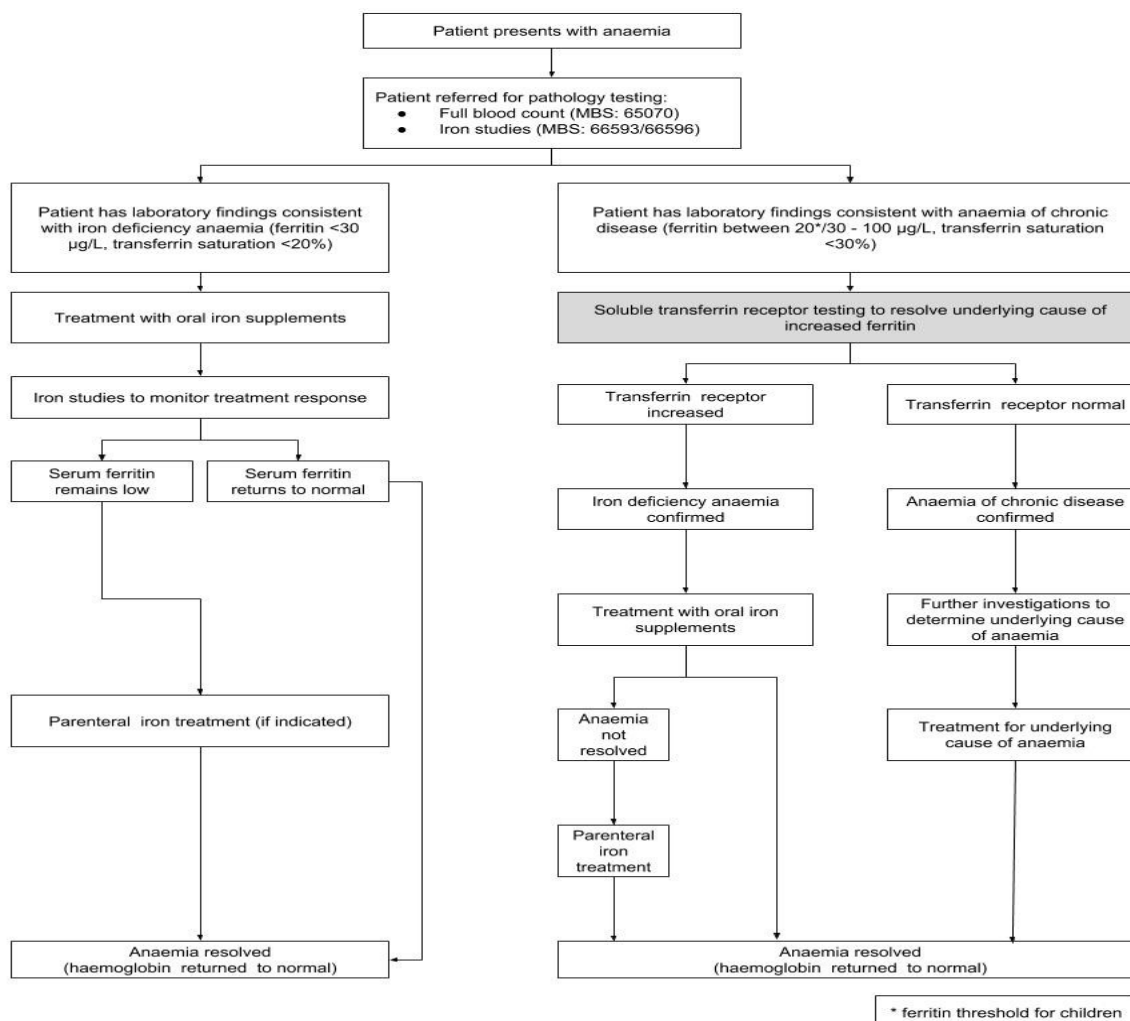 Patient presents with anaemia
Patient referred for pathology testing:
● Full blood count (MBS: 65070)
● Iron studies (MBS: 66593/66596)
Patient has laboratory findings consistent
with iron deficiency anaemia (ferritin <30
µg/L, transferrin saturation <20%)
Patient has laboratory findings consistent with anaemia of chronic
disease (ferritin between 20*/30 - 100 µg/L, transferrin saturation
<30%)
Treatment with oral iron supplements
Soluble transferrin receptor testing to resolve underlying cause of
increased ferritin
Iron studies to monitor treatment response
Transferrin receptor
increased
Transferrin receptor normal
Serum ferritin
remains low
Serum ferritin
returns to normal
Iron deficiency anaemia
confirmed
Anaemia of chronic disease
confirmed
Treatment with oral iron
supplements
Further investigations to
determine underlying cause
of anaemia
Parenteral iron treatment (if indicated)
Anaemia
not
resolved
Treatment for underlying
cause of anaemia
Parenteral
iron
treatment
Anaemia resolved
(haemoglobin returned to normal)
Anaemia resolved
(haemoglobin returned to normal)
* ferritin threshold for children